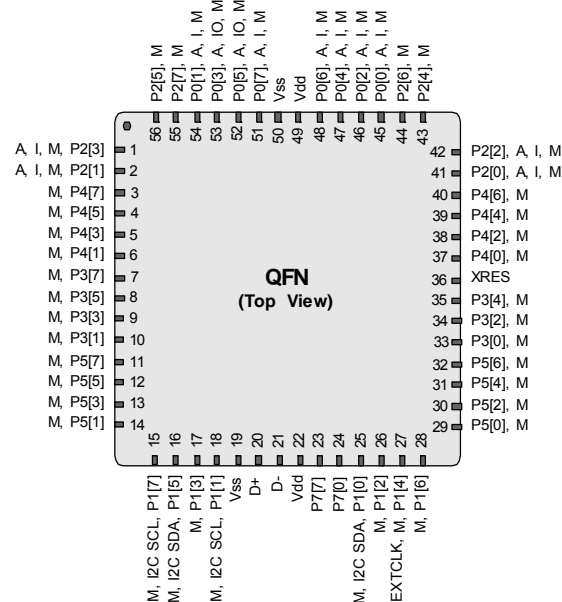 P2[5], M
P2[7], M
P0[1], A, I, M
P0[3], A, IO, M
P0[5], A, IO, M
P0[7], A, I, M
Vss
Vdd
P0[6], A, I, M
P0[4], A, I, M
P0[2], A, I, M
P0[0], A, I, M
P2[6], M
P2[4], M
56
55
54
53
52
51
50
49
48
47
46
45
44
43
A, I, M, P2[3] 1
A, I, M, P2[1] 2
M, P4[7] 3
M, P4[5] 4
M, P4[3] 5
M, P4[1] 6
M, P3[7] 7
M, P3[5] 8
M, P3[3] 9
M, P3[1] 10
M, P5[7] 11
M, P5[5] 12
M, P5[3] 13
M, P5[1] 14
QFN
(Top View)
42 P2[2], A, I, M
41 P2[0], A, I, M
40 P4[6], M
39 P4[4], M
38 P4[2], M
37 P4[0], M
36 XRES
35 P3[4], M
34 P3[2], M
33 P3[0], M
32 P5[6], M
31 P5[4], M
30 P5[2], M
29 P5[0], M
15
16
17
18
19
20
21
22
23
24
25
26
27
28
M, I2C SCL, P1[7]
M, I2C SDA, P1[5]
M, P1[3]
M, I2C SCL, P1[1]
Vss
D+
D-
Vdd
P7[7]
P7[0]
M, I2C SDA, P1[0]
M, P1[2]
EXTCLK, M, P1[4]
M, P1[6]